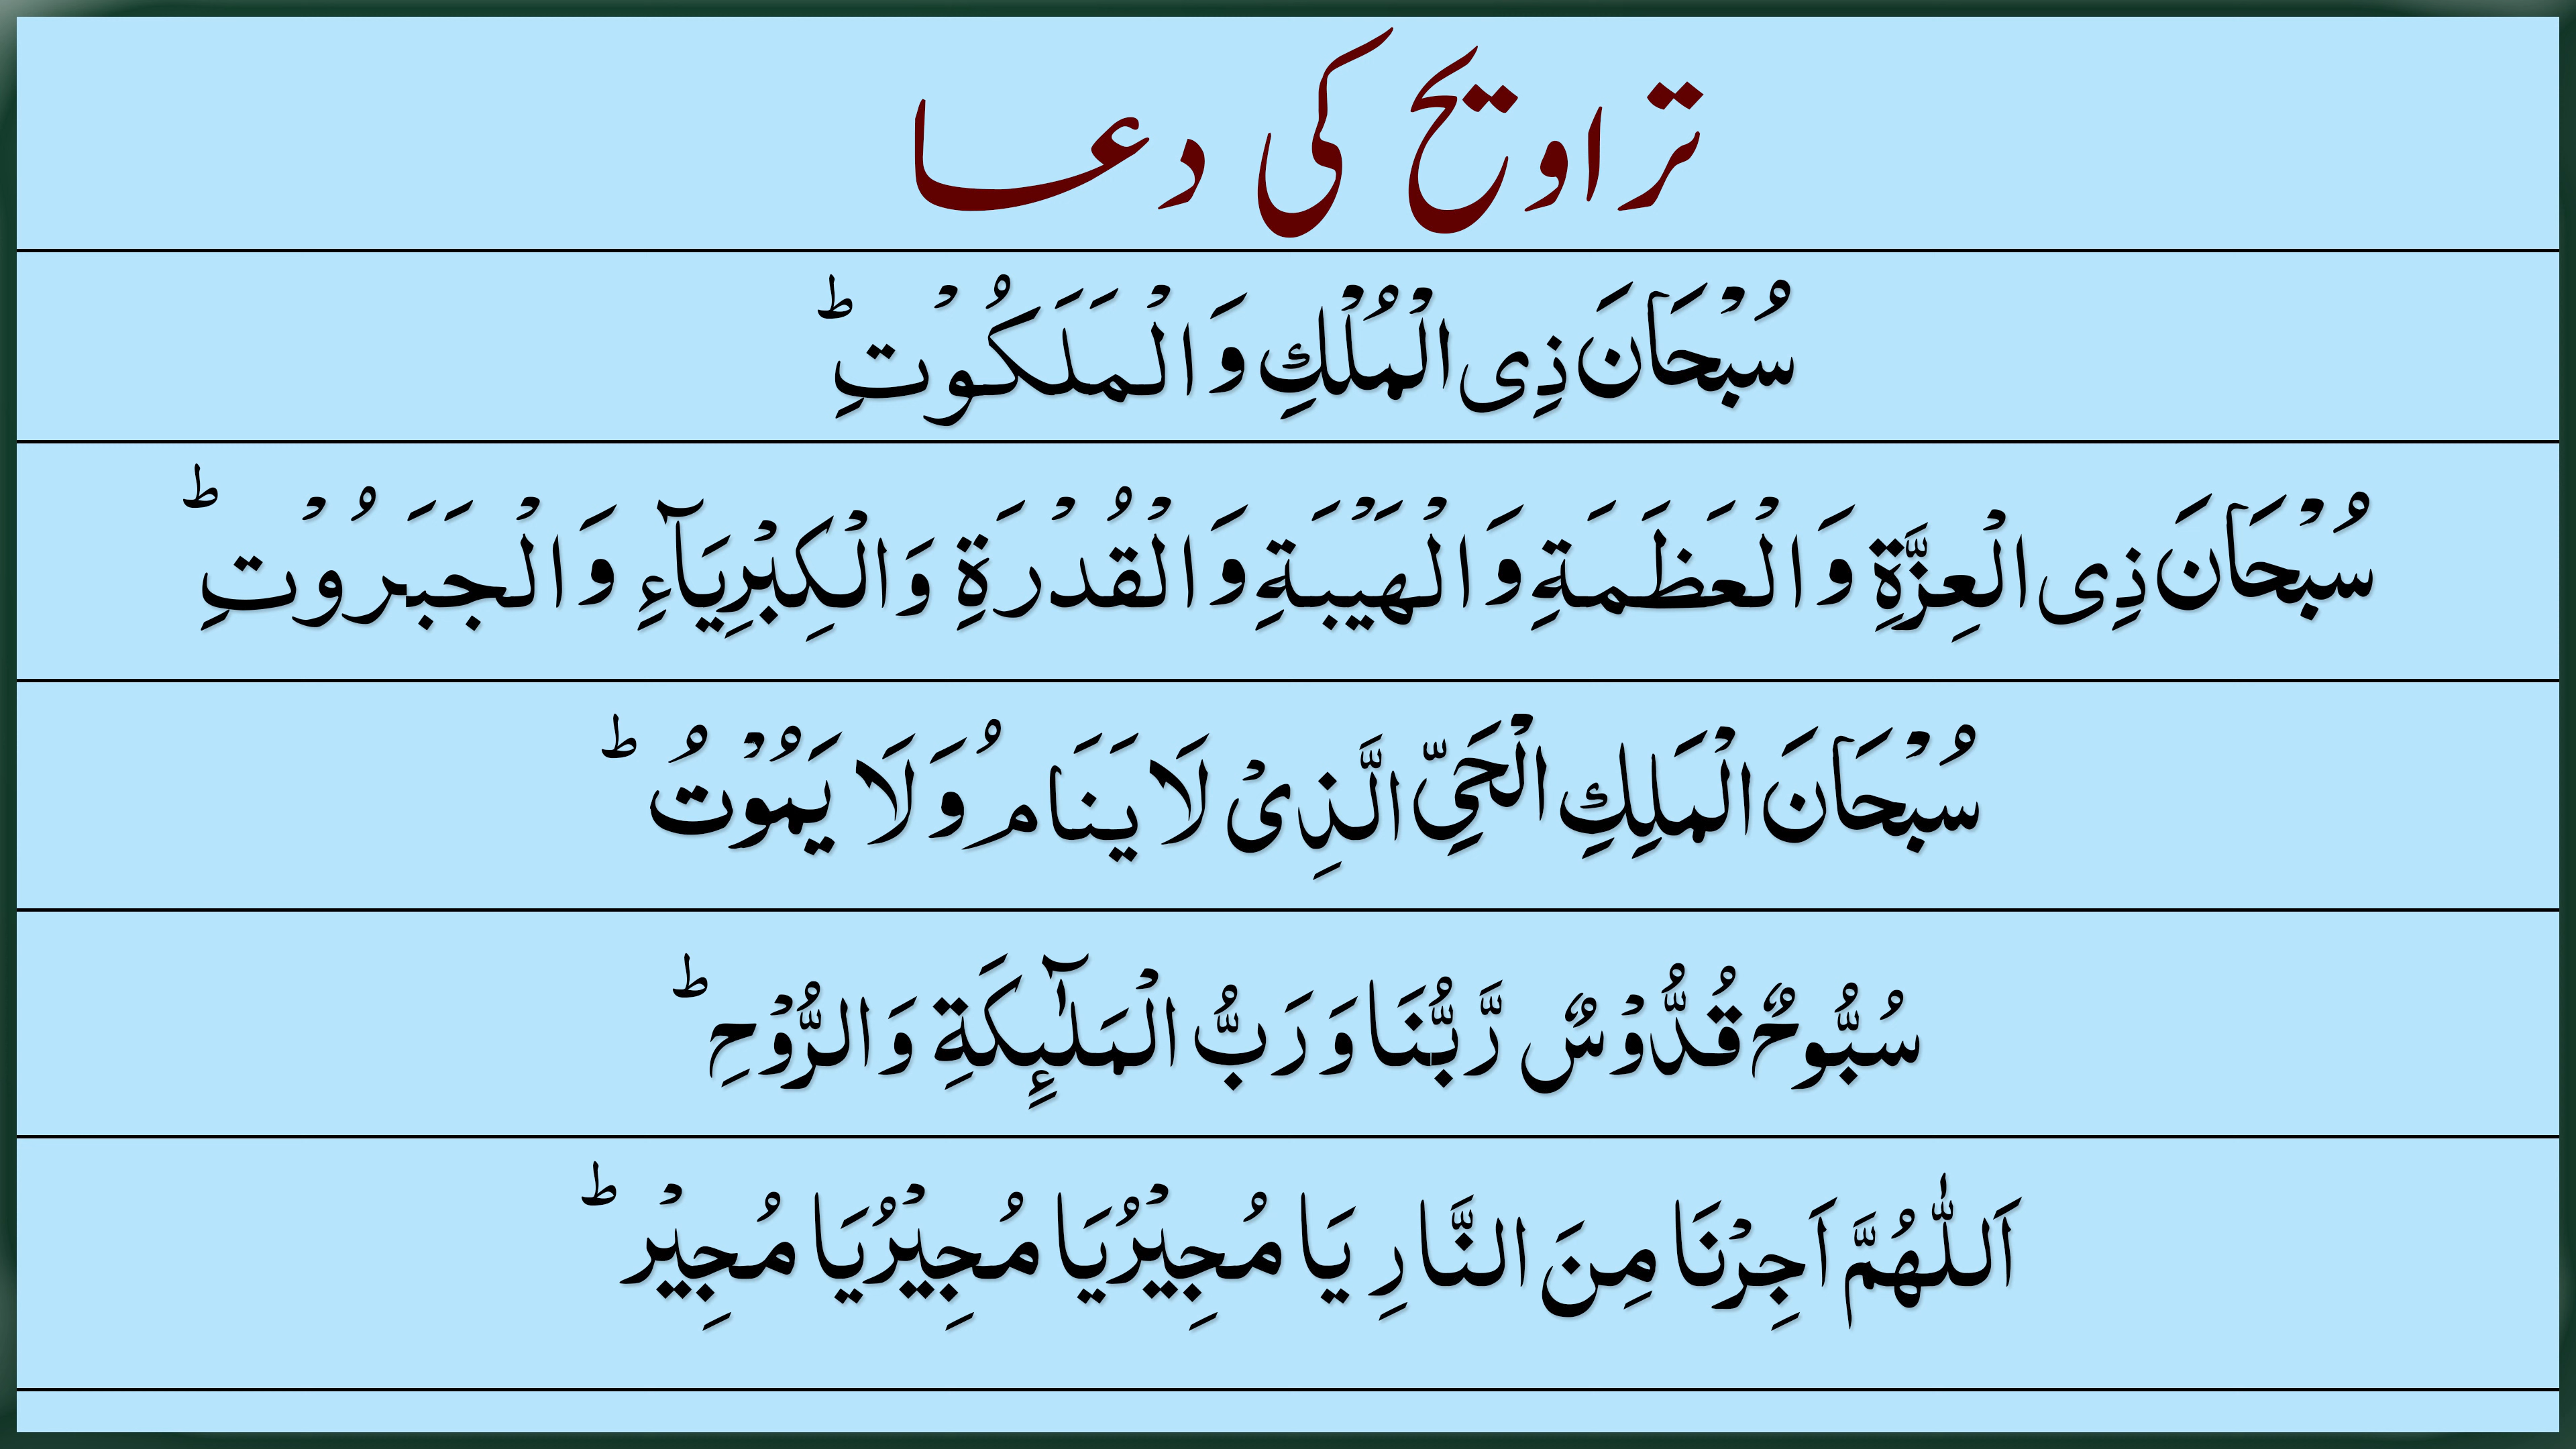 تراویح کی دعا
سُبْحَانَ ذِی الْمُلْكِ وَ الْمَلَكُوْتِ ؕ
سُبْحَانَ ذِی الْعِزَّةِ وَ الْعَظَمَةِ وَ الْهَيْبَةِ وَ الْقُدْرَةِ وَالْكِبْرِيَآءِ وَ الْجَبَرُوْتِ ؕ
سُبْحَانَ الْمَلِكِ الْحَیِّ الَّذِیْ لَا يَنَامُ وَلَا يَمُوْتُ ؕ
سُبُّوحٌ قُدُّوْسٌ رَّبُّنَا وَ رَبُّ الْمَلٰٓئِكَةِ وَ الرُّوْحِ ؕ
اَللّٰهُمَّ اَجِرْنَا مِنَ النَّارِ يَا مُجِيْرُ يَا مُجِيْرُ يَا مُجِيْر ؕ